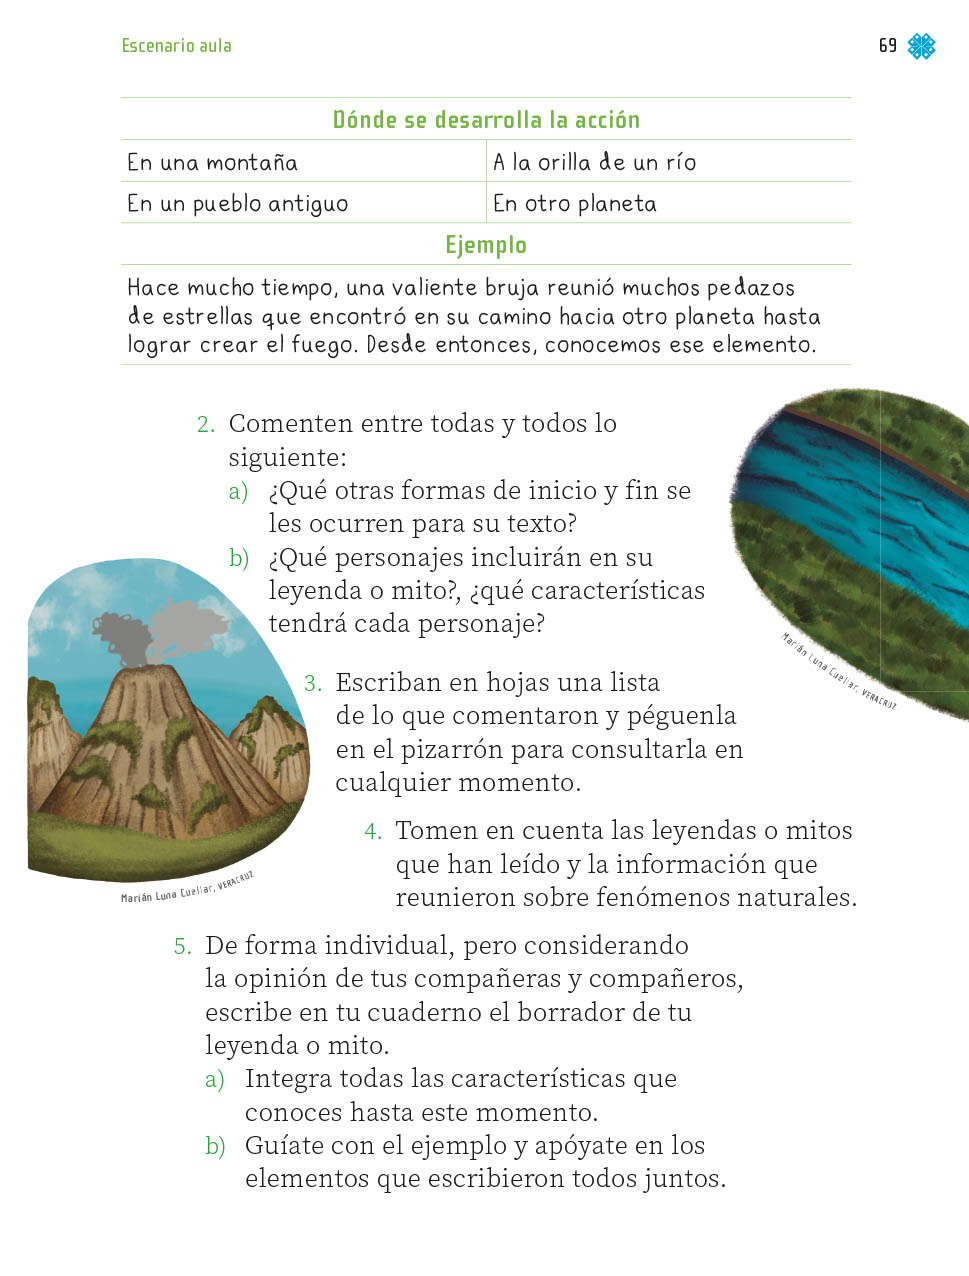 Escenario aula
69
Dónde se desarrolla la acción
En una montaña
A la orilla de un río
En un pueblo antiguo
En otro planeta
Ejemplo
Hace mucho tiempo, una valiente bruja reunió muchos pedazos
de estrellas que encontró en su camino hacia otro planeta hasta
lograr crear el fuego. Desde entonces, conocemos ese elemento.
2. Comenten entre todas y todos lo
siguiente:
a) ¿Qué otras formas de inicio y fin se
les ocurren para su texto?
b) ¿Qué personajes incluirán en su
leyenda o mito?, ¿qué características
tendrá cada personaje?
Marián Luna Cuellar, VERACRUZ
3. Escriban en hojas una lista
de lo que comentaron y péguenla
en el pizarrón para consultarla en
cualquier momento.
4. Tomen en cuenta las leyendas o mitos
que han leído y la información que
reunieron sobre fenómenos naturales.
Marián Luna Cuellar, VERACRUZ
5. De forma individual, pero considerando
la opinión de tus compañeras y compañeros,
escribe en tu cuaderno el borrador de tu
leyenda o mito.
a) Integra todas las características que
conoces hasta este momento.
b) Guíate con el ejemplo y apóyate en los
elementos que escribieron todos juntos.